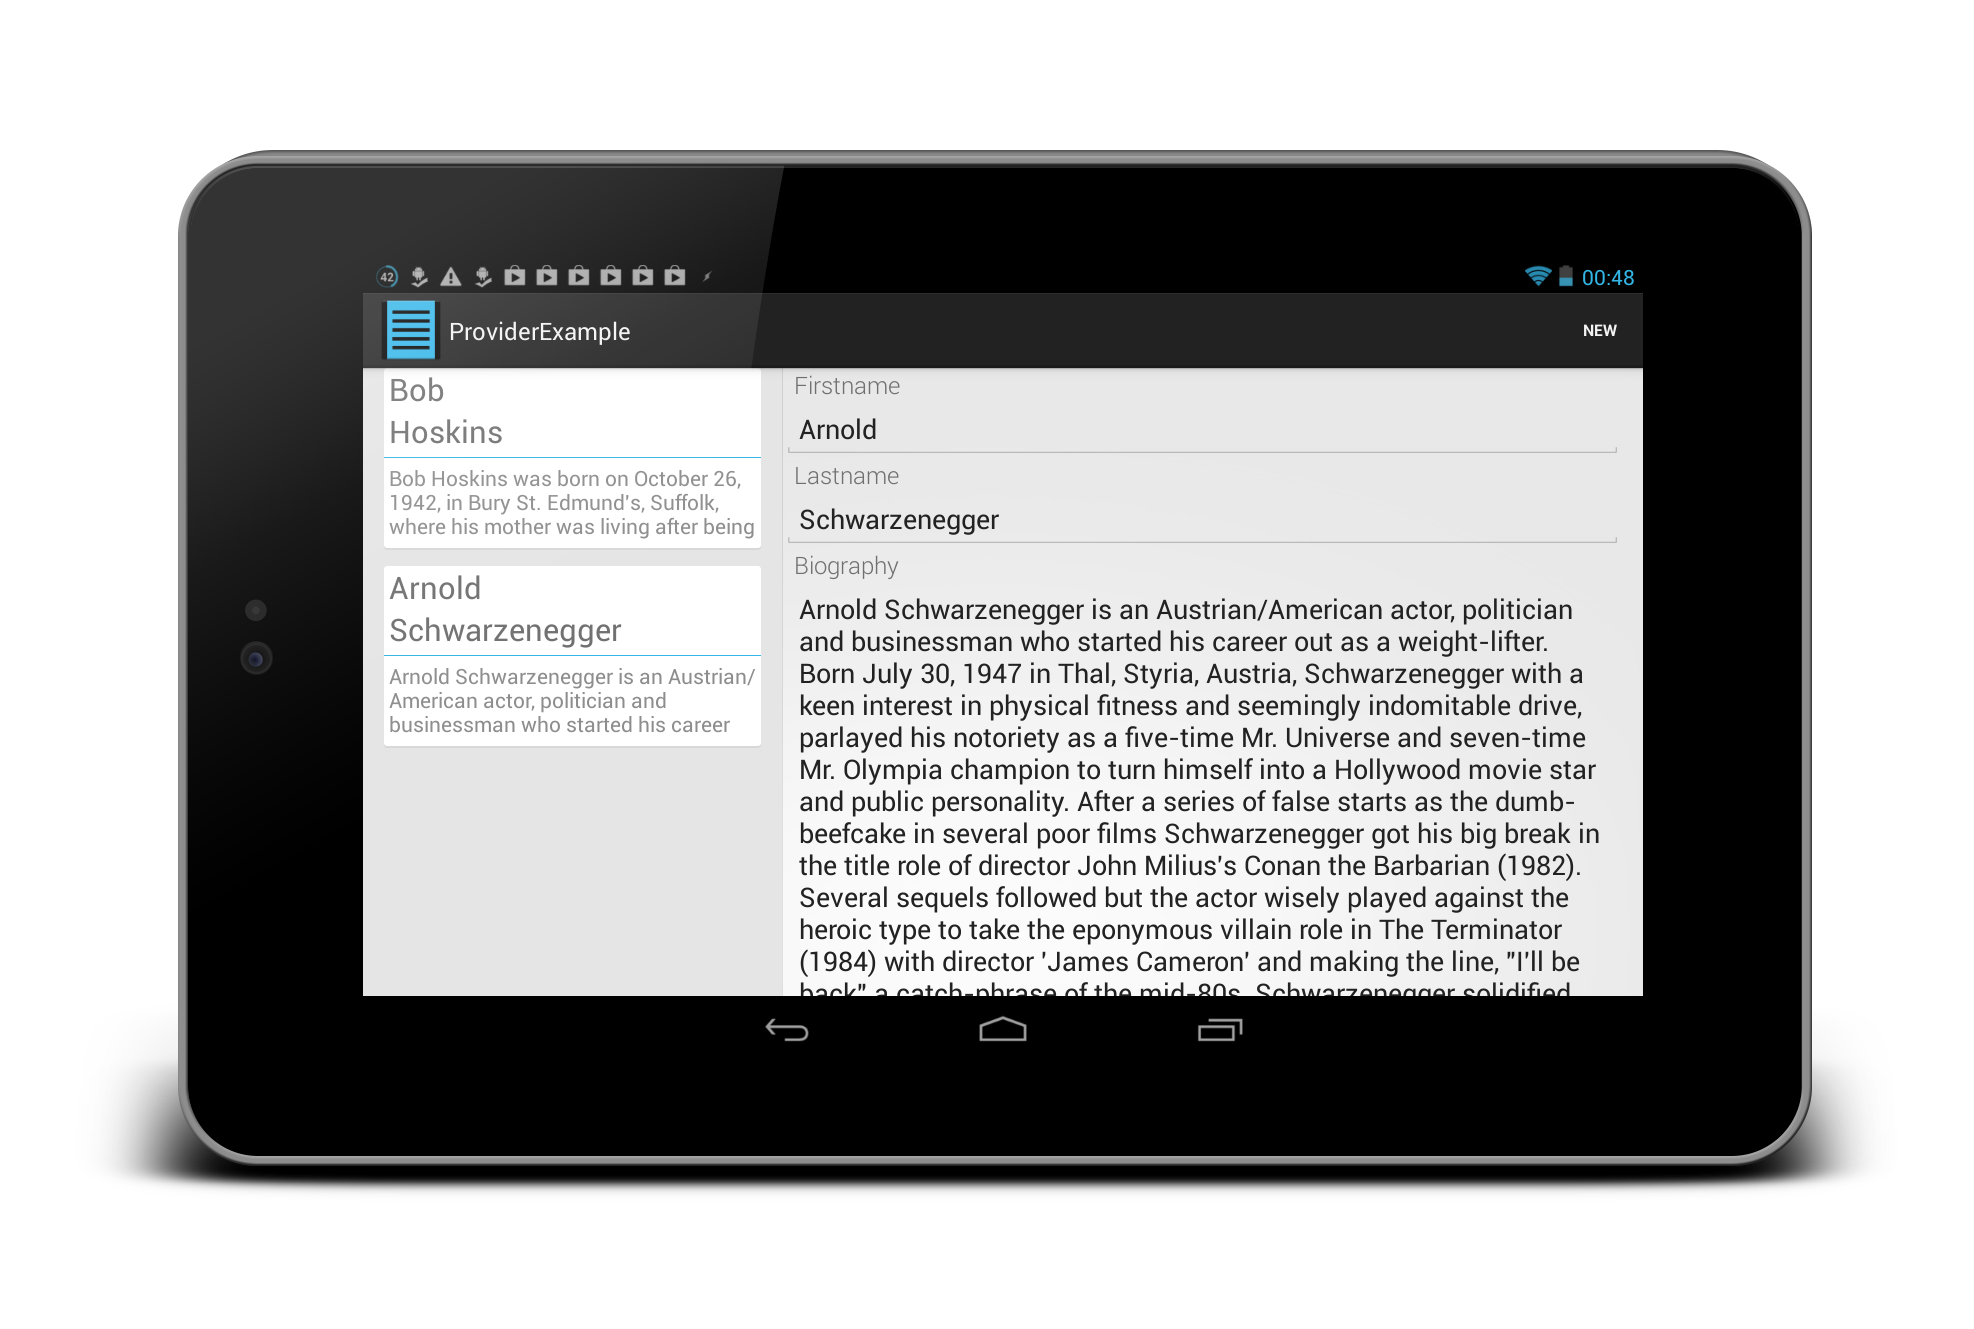 42
00:48
ProviderExample
NEW
Bob
Hoskins
Bob Hoskins was born on October 26,
1942, in Bury St. Edmund's, Suffolk,
where his mother was living after being
Arnold
Schwarzenegger
Arnold Schwarzenegger is an Austrian/
American actor, politician and
businessman who started his career
Firstname
Arnold
Lastname
Schwarzenegger
Biography
Arnold Schwarzenegger is an Austrian/American actor, politician
and businessman who started his career out as a weight-lifter.
Born July 30, 1947 in Thal, Styria, Austria, Schwarzenegger with a
keen interest in physical fitness and seemingly indomitable drive,
parlayed his notoriety as a five-time Mr. Universe and seven-time
Mr. Olympia champion to turn himself into a Hollywood movie star
and public personality. After a series of false starts as the dumb-
beefcake in several poor films Schwarzenegger got his big break in
the title role of director John Milius's Conan the Barbarian (1982).
Several sequels followed but the actor wisely played against the
heroic type to take the eponymous villain role in The Terminator
(1984) with director 'James Cameron' and making the line, "I'll be
back" a catch-phrase of the mid-80s. Schwarzenegger solidified